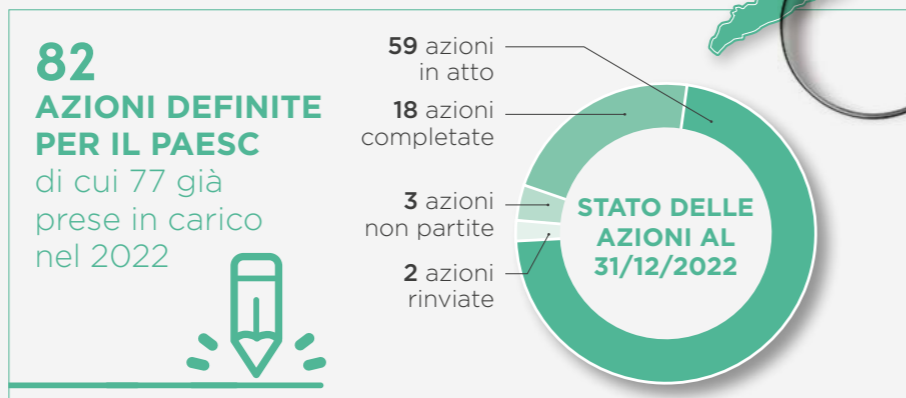 82
AZIONI DEFINITE
PER IL PAESC
di cui 77 già
prese in carico
nel 2022
59 azioni
in atto
18 azioni
completate
3 azioni
non partite
2 azioni
rinviate
STATO DELLE
AZIONI AL
31/12/2022